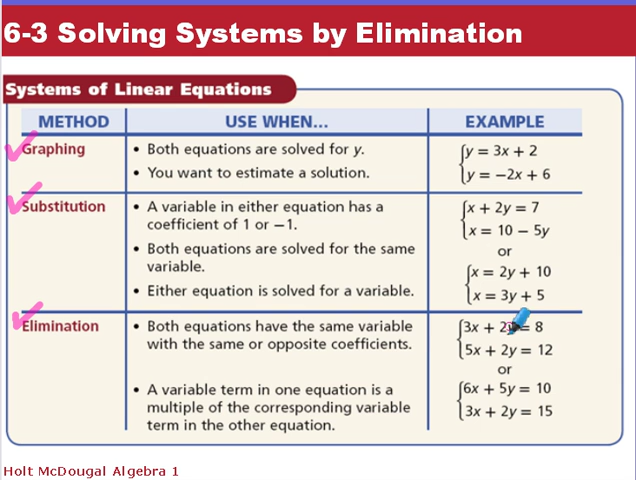 6-3 Solving Systems by Elimination
Systems of Linear Equations
METHOD USE WHEN... EXAMPLE
Graphing
• Both equations are solved for y.
• You want to estimate a solution.
y = 3x + 2
y = −2x + 6
Substitution
• A variable in either equation has a
coefficient of 1 or −1.
• Both equations are solved for the same
variable.
• Either equation is solved for a variable.
x + 2y = 7
x = 10 − 5y
or
x = 2y + 10
x = 3y + 5
Elimination
• Both equations have the same variable
with the same or opposite coefficients.
• A variable term in one equation is a
multiple of the corresponding variable
term in the other equation.
3x + 2y = 8
5x + 2y = 12
or
6x + 5y = 10
3x + 2y = 15
Holt McDougal Algebra 1